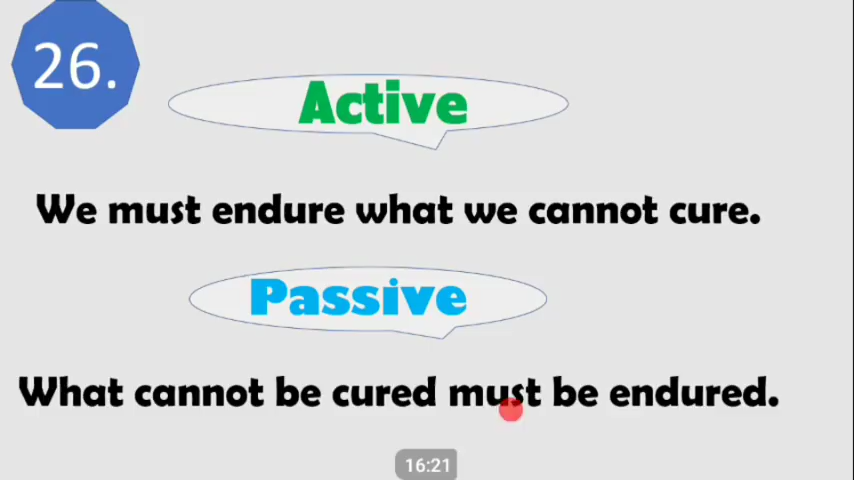 26.
Active
We must endure what we cannot cure.
Passive
What cannot be cured must be endured.
16:21